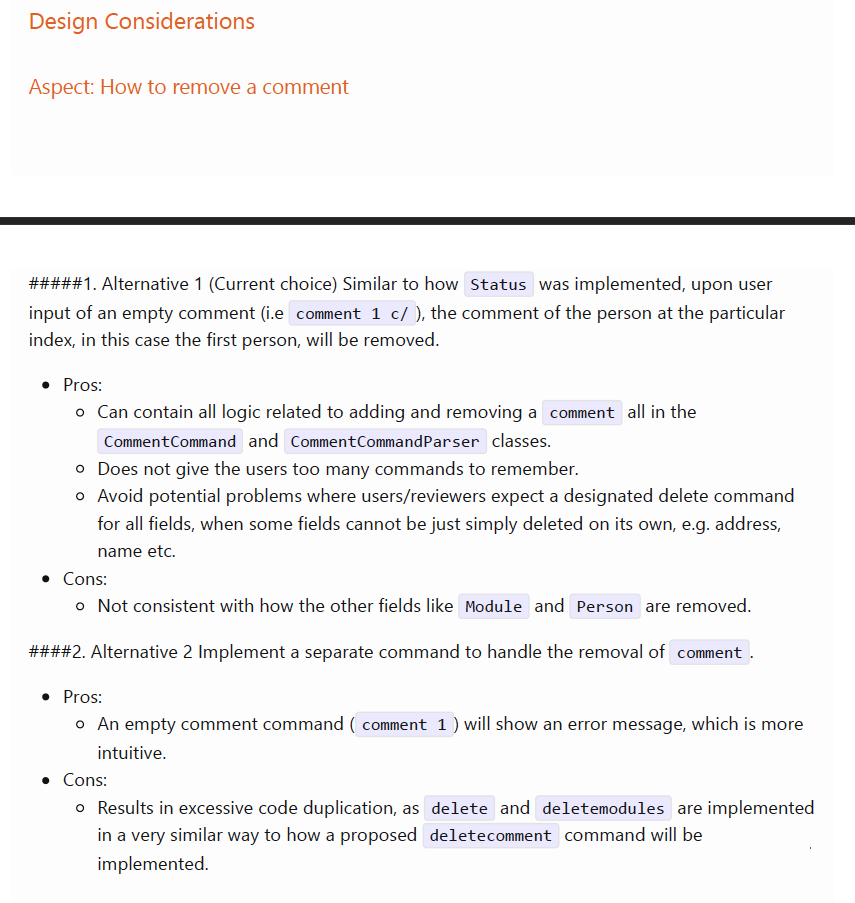 Design Considerations
Aspect: How to remove a comment
#####1. Alternative 1 (Current choice) Similar to how Status was implemented, upon user
input of an empty comment (i.e comment 1 c/ ), the comment of the person at the particular
index, in this case the first person, will be removed.
• Pros:
○ Can contain all logic related to adding and removing a comment all in the
CommentCommand and CommentCommandParser classes.
○ Does not give the users too many commands to remember.
○ Avoid potential problems where users/reviewers expect a designated delete command
for all fields, when some fields cannot be just simply deleted on its own, e.g. address,
name etc.
• Cons:
○ Not consistent with how the other fields like Module and Person are removed.
####2. Alternative 2 Implement a separate command to handle the removal of comment .
• Pros:
○ An empty comment command ( comment 1 ) will show an error message, which is more
intuitive.
• Cons:
○ Results in excessive code duplication, as delete and deletemodules are implemented
in a very similar way to how a proposed deletecomment command will be
implemented.